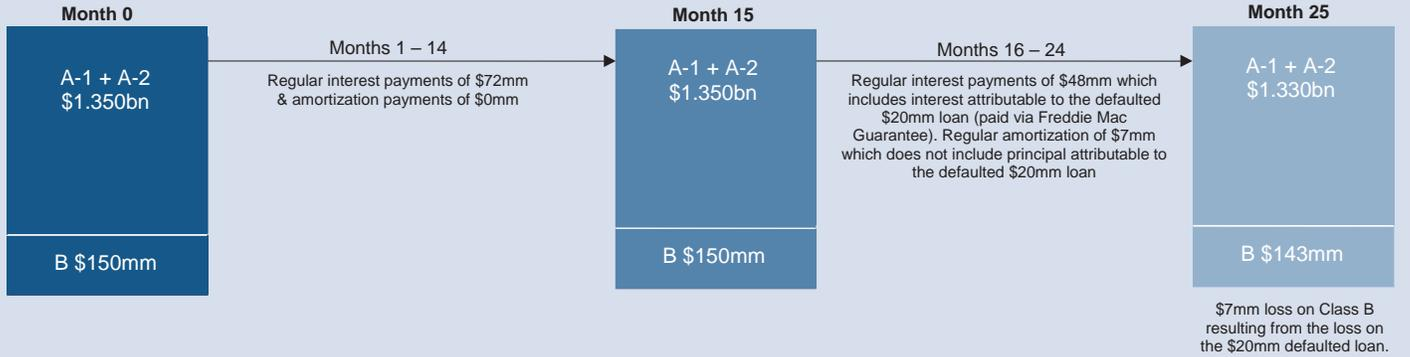 Month 0
A-1 + A-2
$1.350bn
B $150mm
Months 1 – 14
Regular interest payments of $72mm
& amortization payments of $0mm
Month 15
A-1 + A-2
$1.350bn
B $150mm
Months 16 – 24
Regular interest payments of $48mm which
includes interest attributable to the defaulted
$20mm loan (paid via Freddie Mac
Guarantee). Regular amortization of $7mm
which does not include principal attributable to
the defaulted $20mm loan
Month 25
A-1 + A-2
$1.330bn
B $143mm
$7mm loss on Class B
resulting from the loss on
the $20mm defaulted loan.